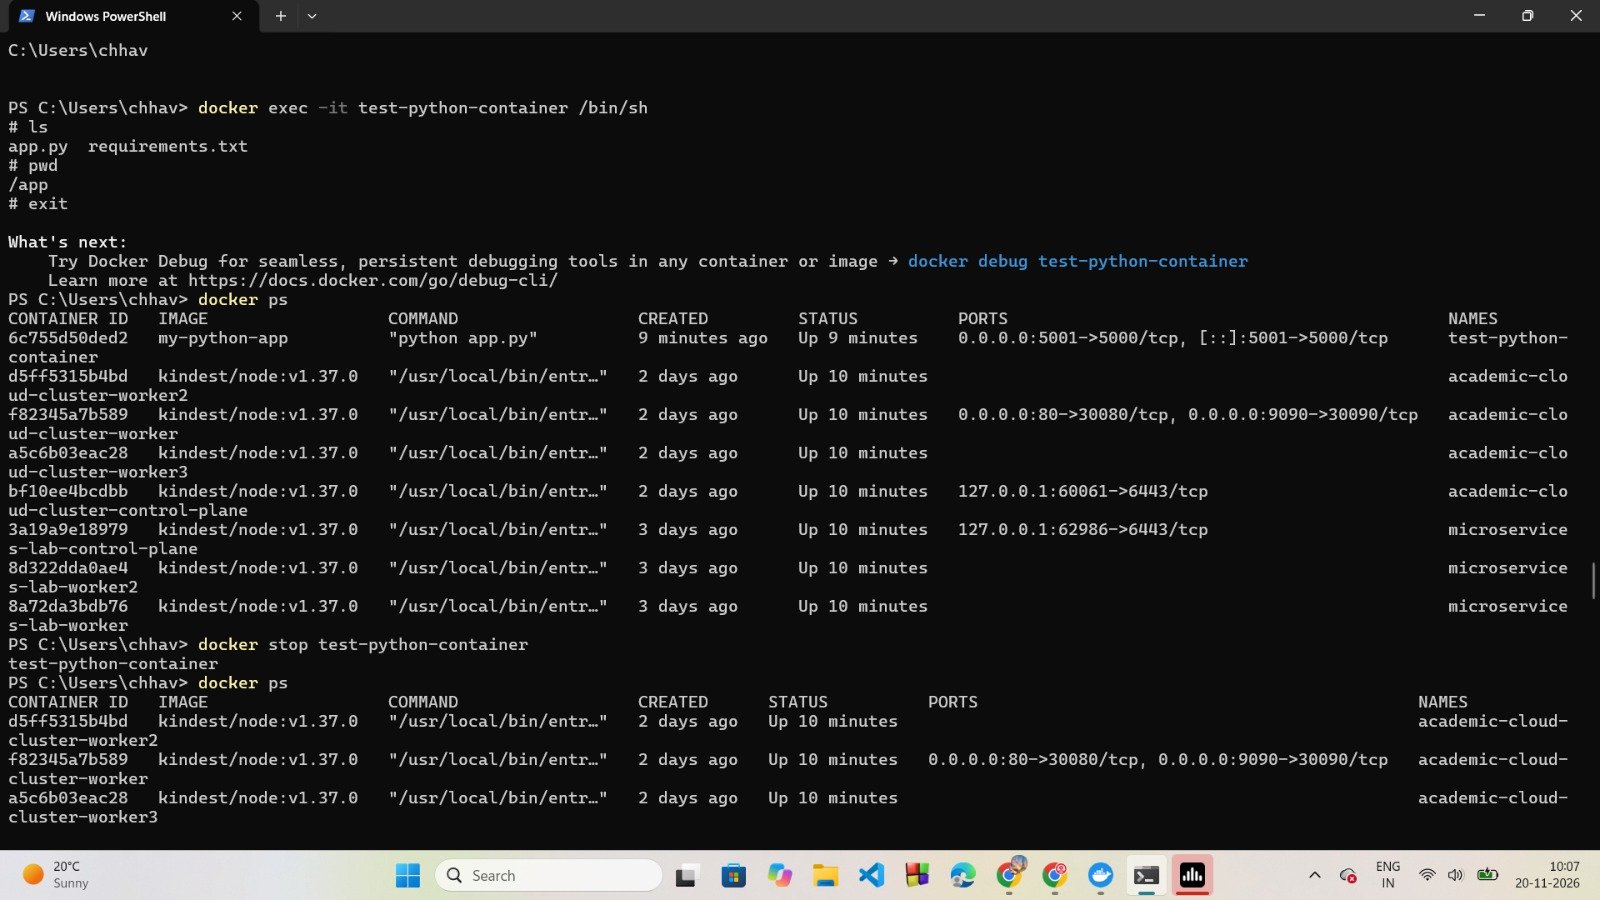 Windows PowerShell
C:\Users\chhav
PS C:\Users\chhav> docker exec -it test-python-container /bin/sh
# ls
app.py  requirements.txt
# pwd
/app
# exit
What's next:
    Try Docker Debug for seamless, persistent debugging tools in any container or image → docker debug test-python-container
    Learn more at https://docs.docker.com/go/debug-cli/
PS C:\Users\chhav> docker ps
CONTAINER ID   IMAGE                  COMMAND                  CREATED         STATUS          PORTS                                            NAMES
6c755d50ded2   my-python-app          "python app.py"          9 minutes ago   Up 9 minutes    0.0.0.0:5001->5000/tcp, [::]:5001->5000/tcp      test-python-
container
d5ff5315b4bd   kindest/node:v1.37.0   "/usr/local/bin/entr…"   2 days ago      Up 10 minutes                                                    academic-clo
ud-cluster-worker2
f82345a7b589   kindest/node:v1.37.0   "/usr/local/bin/entr…"   2 days ago      Up 10 minutes   0.0.0.0:80->30080/tcp, 0.0.0.0:9090->30090/tcp   academic-clo
ud-cluster-worker
a5c6b03eac28   kindest/node:v1.37.0   "/usr/local/bin/entr…"   2 days ago      Up 10 minutes                                                    academic-clo
ud-cluster-worker3
bf10ee4bcdbb   kindest/node:v1.37.0   "/usr/local/bin/entr…"   2 days ago      Up 10 minutes   127.0.0.1:60061->6443/tcp                        academic-clo
ud-cluster-control-plane
3a19a9e18979   kindest/node:v1.37.0   "/usr/local/bin/entr…"   3 days ago      Up 10 minutes   127.0.0.1:62986->6443/tcp                        microservice
s-lab-control-plane
8d322dda0ae4   kindest/node:v1.37.0   "/usr/local/bin/entr…"   3 days ago      Up 10 minutes                                                    microservice
s-lab-worker2
8a72da3bdb76   kindest/node:v1.37.0   "/usr/local/bin/entr…"   3 days ago      Up 10 minutes                                                    microservice
s-lab-worker
PS C:\Users\chhav> docker stop test-python-container
test-python-container
PS C:\Users\chhav> docker ps
CONTAINER ID   IMAGE                  COMMAND                  CREATED      STATUS          PORTS                                            NAMES
d5ff5315b4bd   kindest/node:v1.37.0   "/usr/local/bin/entr…"   2 days ago   Up 10 minutes                                                    academic-cloud-
cluster-worker2
f82345a7b589   kindest/node:v1.37.0   "/usr/local/bin/entr…"   2 days ago   Up 10 minutes   0.0.0.0:80->30080/tcp, 0.0.0.0:9090->30090/tcp   academic-cloud-
cluster-worker
a5c6b03eac28   kindest/node:v1.37.0   "/usr/local/bin/entr…"   2 days ago   Up 10 minutes                                                    academic-cloud-
cluster-worker3
20°C
Sunny
Search
ENG
IN
10:07
20-11-2026